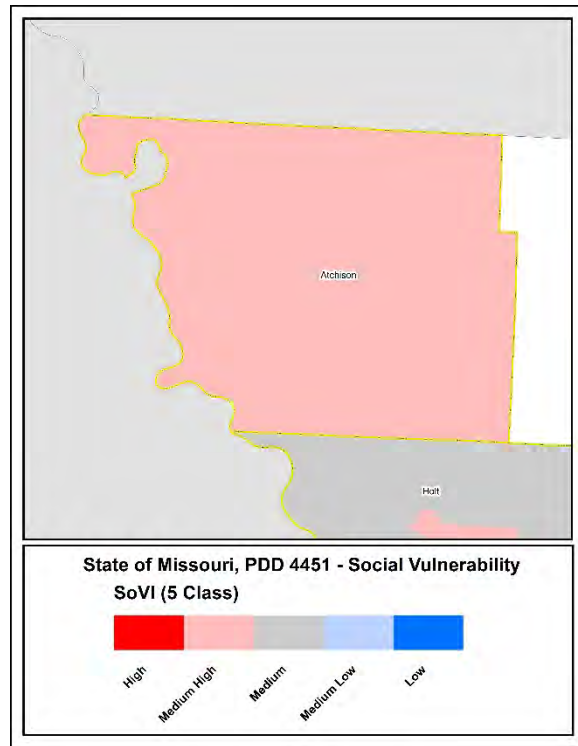 Atchison
Holt
State of Missouri, PDD 4451 - Social Vulnerability
SoVI (5 Class)
High
Medium High
Medium
Medium Low
Low